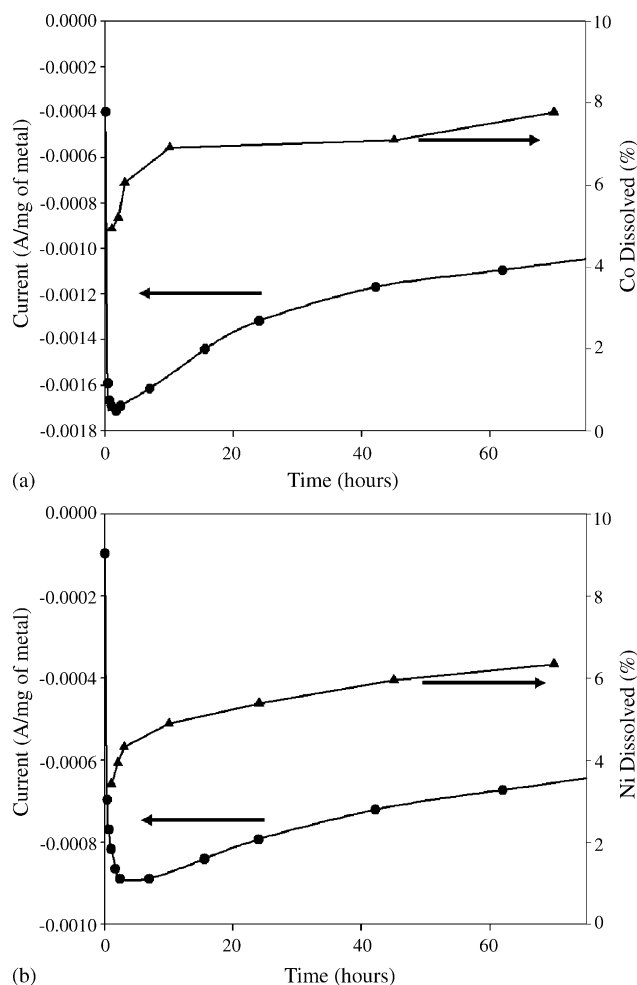 0.0000
-0.0002
-0.0004
-0.0006
-0.0008
-0.0010
-0.0012
-0.0014
-0.0016
-0.0018
Current (A/mg of metal)
10
8
6
4
2
0
Co Dissolved (%)
0 20 40 60
Time (hours)
(a)
0.0000
-0.0002
-0.0004
-0.0006
-0.0008
-0.0010
Current (A/mg of metal)
10
8
6
4
2
0
Ni Dissolved (%)
0 20 40 60
Time (hours)
(b)